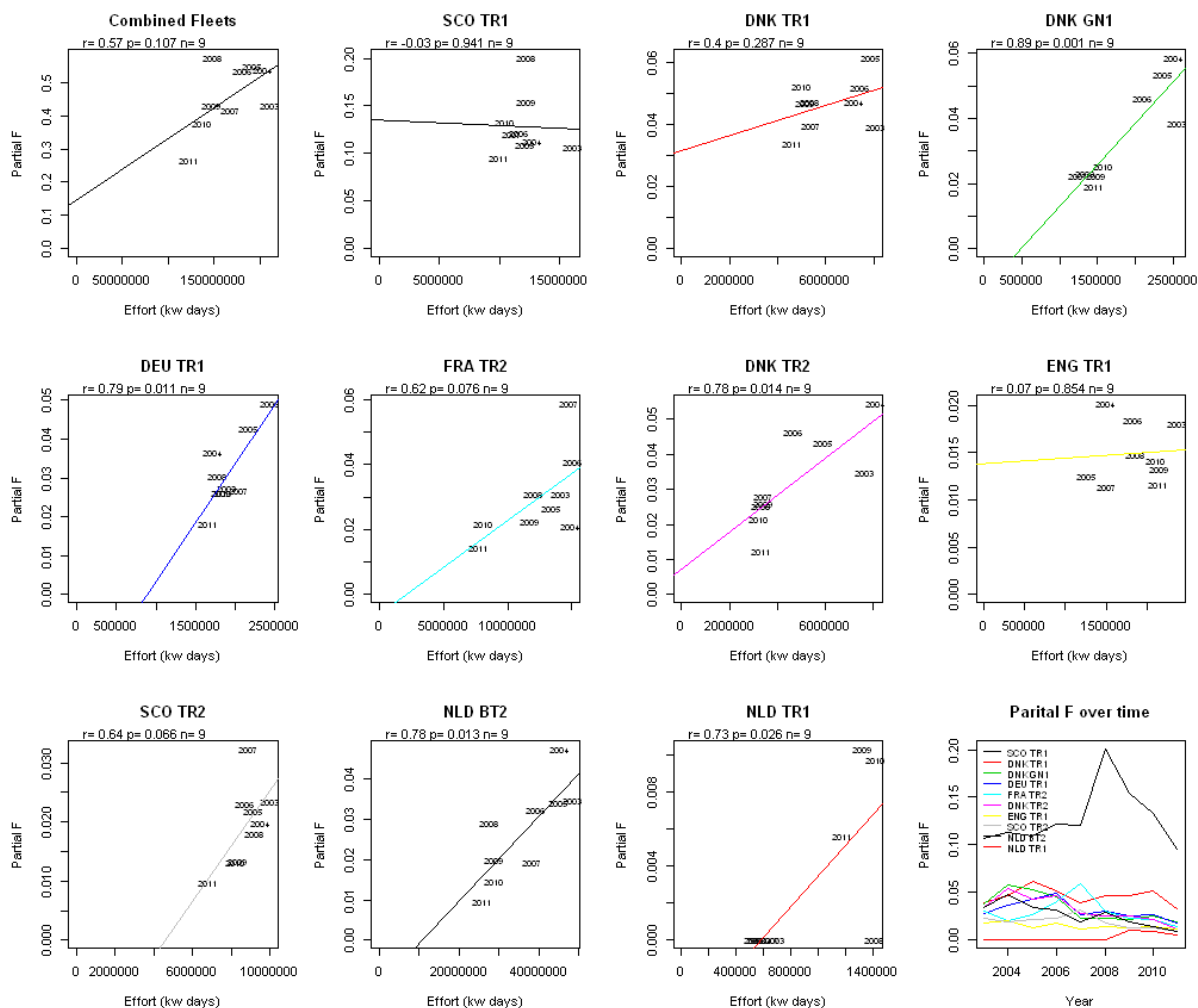 Combined Fleets
r= 0.57 p= 0.107 n= 9
Partial F
0.0 0.1 0.2 0.3 0.4 0.5
2008
2005
2006
2004
2009
2007
2003
2010
2011
0 50000000 150000000
Effort (kw days)
SCO TR1
r= -0.03 p= 0.941 n= 9
Partial F
0.00 0.05 0.10 0.15 0.20
2008
2009
2010
2006
2004
2003
2011
0 5000000 15000000
Effort (kw days)
DNK TR1
r= 0.4 p= 0.287 n= 9
Partial F
0.00 0.02 0.04 0.06
2005
2010
2006
2008
2004
2007
2003
2011
0 2000000 6000000
Effort (kw days)
DNK GN1
r= 0.89 p= 0.001 n= 9
Partial F
0.00 0.02 0.04 0.06
2004
2005
2006
2003
2010
2009
2011
0 500000 1500000 2500000
Effort (kw days)
DEU TR1
r= 0.79 p= 0.011 n= 9
Partial F
0.00 0.01 0.02 0.03 0.04 0.05
2006
2005
2004
2008
2003
2007
2011
0 500000 1500000 2500000
Effort (kw days)
FRA TR2
r= 0.62 p= 0.076 n= 9
Partial F
0.00 0.02 0.04 0.06
2007
2006
2008
2003
2005
2009
2004
2010
2011
0 5000000 10000000
Effort (kw days)
DNK TR2
r= 0.78 p= 0.014 n= 9
Partial F
0.00 0.01 0.02 0.03 0.04 0.05
2004
2006
2005
2003
2007
2010
2011
0 2000000 6000000
Effort (kw days)
ENG TR1
r= 0.07 p= 0.854 n= 9
Partial F
0.000 0.005 0.010 0.015 0.020
2004
2006
2003
2008
2010
2009
2005
2007
2011
0 500000 1500000
Effort (kw days)
SCO TR2
r= 0.64 p= 0.066 n= 9
Partial F
0.000 0.010 0.020 0.030
2007
2003
2006
2005
2004
2008
2009
2010
2011
0 2000000 6000000 10000000
Effort (kw days)
NLD BT2
r= 0.78 p= 0.013 n= 9
Partial F
0.00 0.01 0.02 0.03 0.04
2004
2003
2005
2006
2008
2009
2007
2010
2011
0 20000000 40000000
Effort (kw days)
NLD TR1
r= 0.73 p= 0.026 n= 9
Partial F
0.000 0.004 0.008
2009
2010
2011
2003
2008
0 400000 800000 1400000
Effort (kw days)
Parital F over time
Partial F
0.00 0.05 0.10 0.15 0.20
SCO TR1
DNK TR1
DNK GN1
DEU TR1
FRA TR2
DNK TR2
ENG TR1
SCO TR2
NLD BT2
NLD TR1
2004 2006 2008 2010
Year